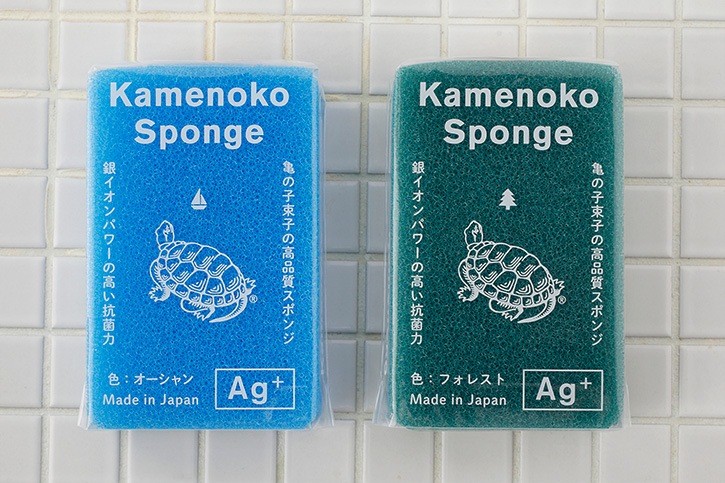 Kamenoko
Sponge
亀の子束子の高品質スポンジ
銀イオンパワーの高い抗菌力
®
色：オーシャン
Made in Japan
Ag+
Kamenoko
Sponge
亀の子束子の高品質スポンジ
銀イオンパワーの高い抗菌力
®
色：フォレスト
Made in Japan
Ag+